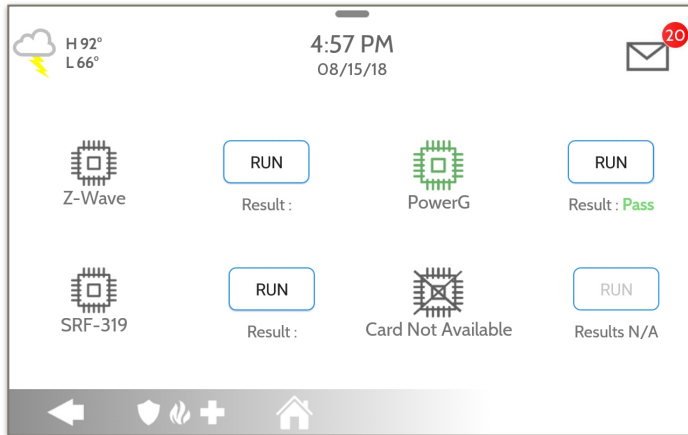 H 92°
L 66°
4:57 PM
08/15/18
20
Z-Wave
RUN
Result :
PowerG
RUN
Result : Pass
SRF-319
RUN
Result :
Card Not Available
RUN
Results N/A